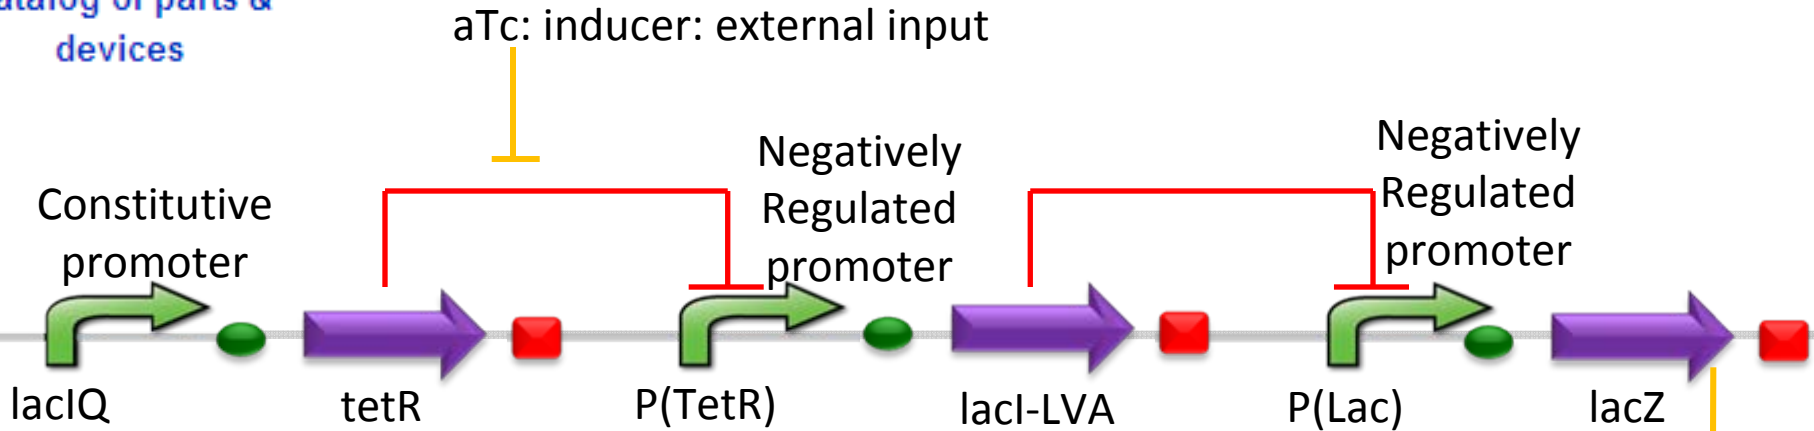 parts &
devices
aTc: inducer: external input
Constitutive
promoter
Negatively
Regulated
promoter
Negatively
Regulated
promoter
lacIQ
tetR
P(TetR)
lacI-LVA
P(Lac)
lacZ